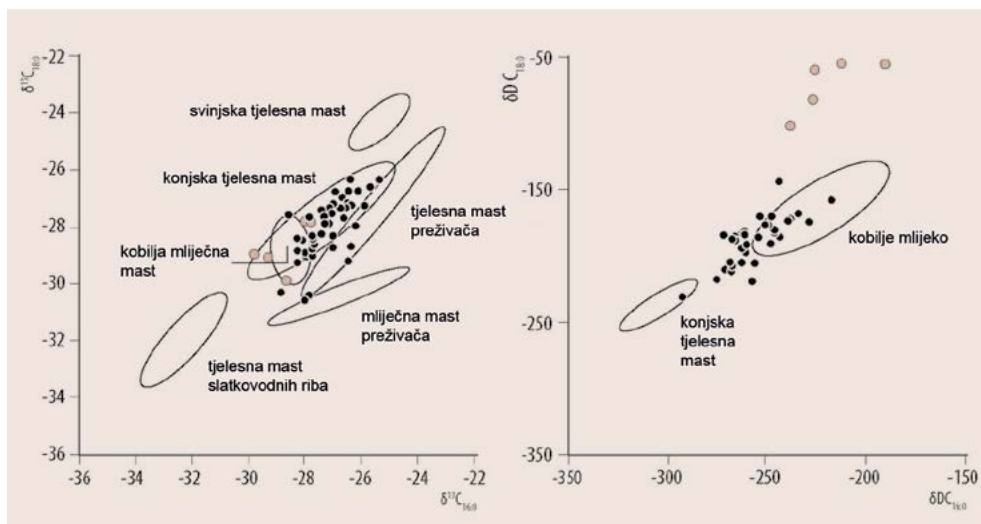 δ¹³C₁₈:₀
-22
-24
-26
-28
-30
-32
-34
-36
svinjska tjelesna mast
konjska tjelesna mast
kobilja mliječna
mast
tjelesna mast
preživača
mliječna mast
preživača
tjelesna mast
slatkovodnih riba
-36
-34
-32
-30
-28
-26
-24
-22
δ¹³C₁₆:₀
δD C₁₈:₀
-50
-150
-250
-350
kobilje mlijeko
konjska
tjelesna
mast
-350
-300
-250
-200
-150
δDC₁₆:₀